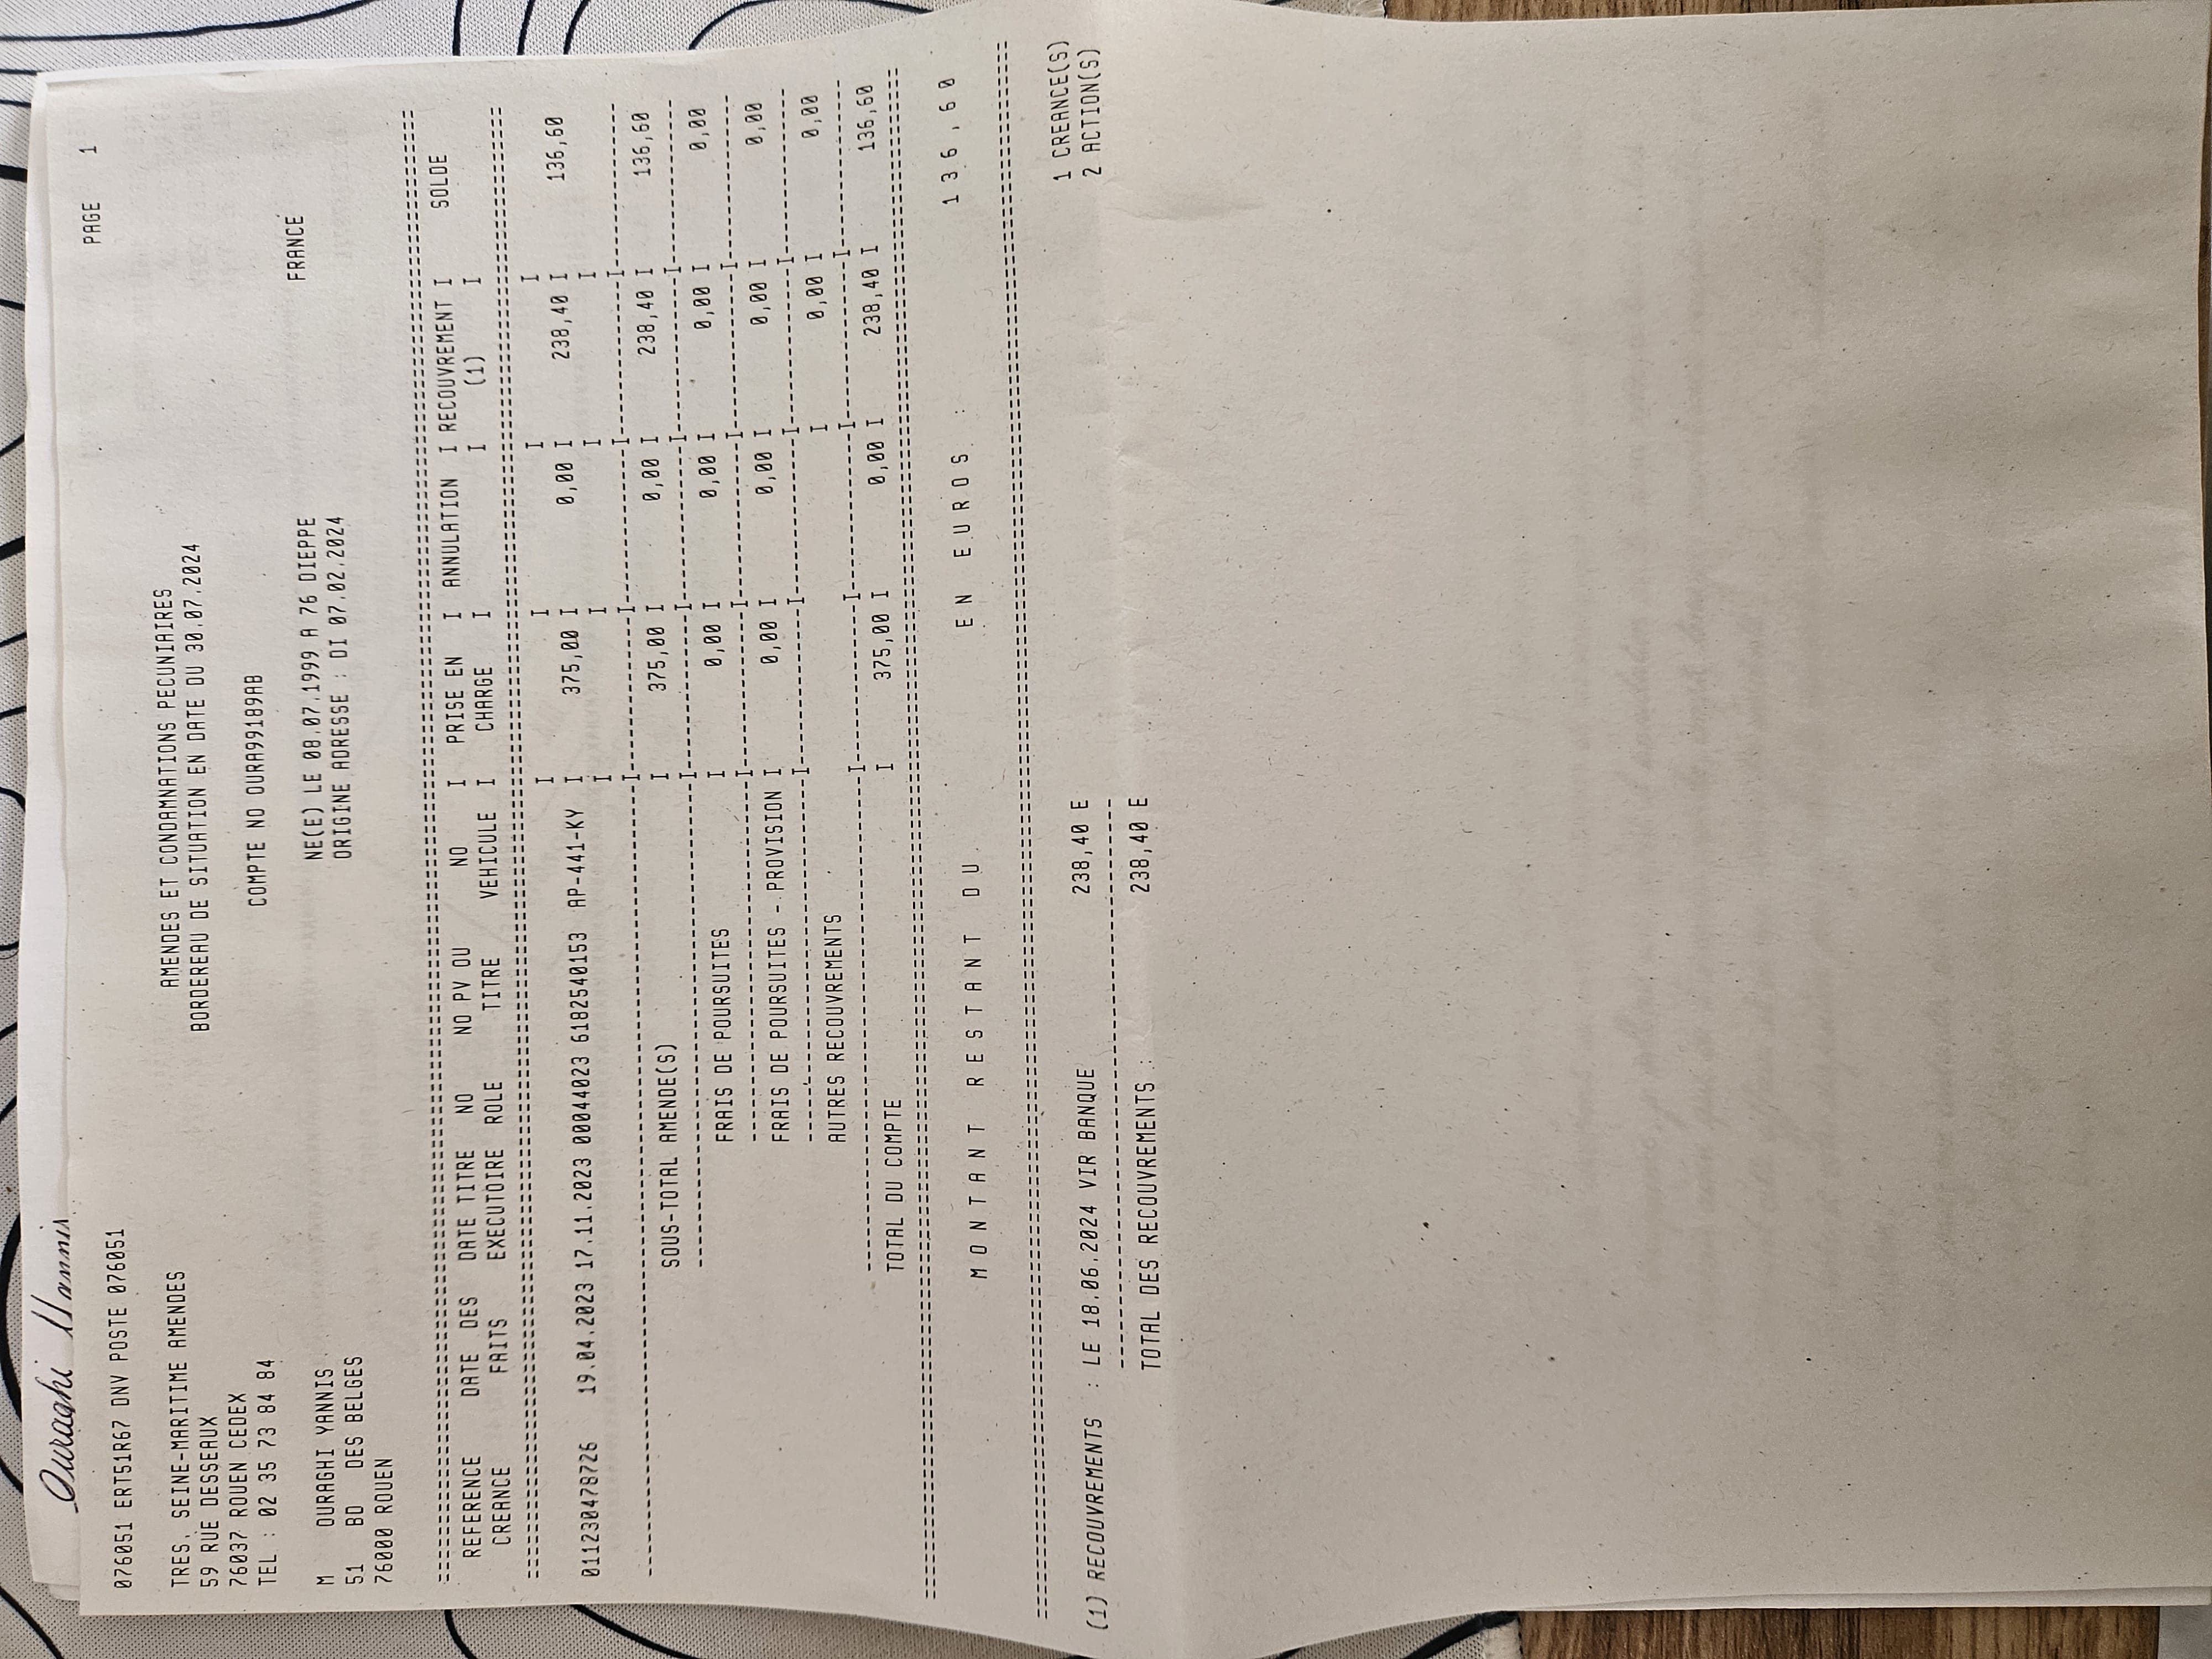 Ouraghi Yannis
076051 ERT51R67 DNV POSTE 076051 PAGE 1
TRES. SEINE-MARITIME AMENDES AMENDES ET CONDAMNATIONS PECUNIAIRES
59 RUE DESSEAUX BORDEREAU DE SITUATION EN DATE DU 30.07.2024
76037 ROUEN CEDEX
TEL : 02 35 73 84 84 COMPTE NO OURA99189AB
M OURAGHI YANNIS NE(E) LE 08.07.1999 A 76 DIEPPE FRANCE
51 BD DES BELGES ORIGINE ADRESSE : DI 07.02.2024
76000 ROUEN
================================================================
REFERENCE DATE DES DATE TITRE NO NO PV OU NO I PRISE EN I ANNULATION I RECOUVREMENT I SOLDE
CREANCE FAITS EXECUTOIRE ROLE TITRE VEHICULE I CHARGE I I (1) I
================================================================
I I I I
011230478726 19.04.2023 17.11.2023 00044023 6182540153 AP-441-KY I 375,00 I 0,00 I 238,40 I 136,60
I I I I
----------------------------------------------------------------
SOUS-TOTAL AMENDE(S) I 375,00 I 0,00 I 238,40 I 136,60
----------------------------------------------------------------
FRAIS DE POURSUITES I 0,00 I 0,00 I 0,00 I 0,00
----------------------------------------------------------------
FRAIS DE POURSUITES - PROVISION I 0,00 I 0,00 I 0,00 I 0,00
----------------------------------------------------------------
AUTRES RECOUVREMENTS I 0,00 I 0,00
----------------------------------------------------------------
TOTAL DU COMPTE I 375,00 I 0,00 I 238,40 I 136,60
================================================================
M O N T A N T R E S T A N T D U E N E U R O S : 1 3 6 , 6 0
================================================================
(1) RECOUVREMENTS : LE 18.06.2024 VIR BANQUE 238,40 E 1 CREANCE(S)
---------------------------------- 2 ACTION(S)
TOTAL DES RECOUVREMENTS : 238,40 E